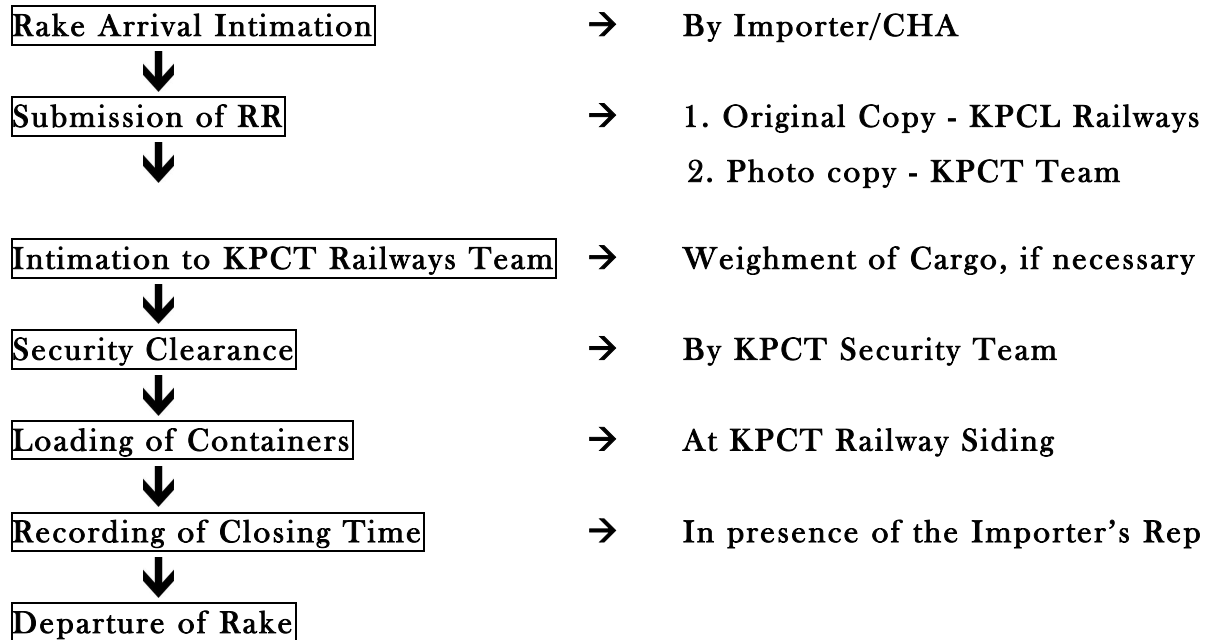 Rake Arrival Intimation → By Importer/CHA
Submission of RR → 1. Original Copy - KPCL Railways
2. Photo copy - KPCT Team
Intimation to KPCT Railways Team → Weighment of Cargo, if necessary
Security Clearance → By KPCT Security Team
Loading of Containers → At KPCT Railway Siding
Recording of Closing Time → In presence of the Importer’s Rep
Departure of Rake